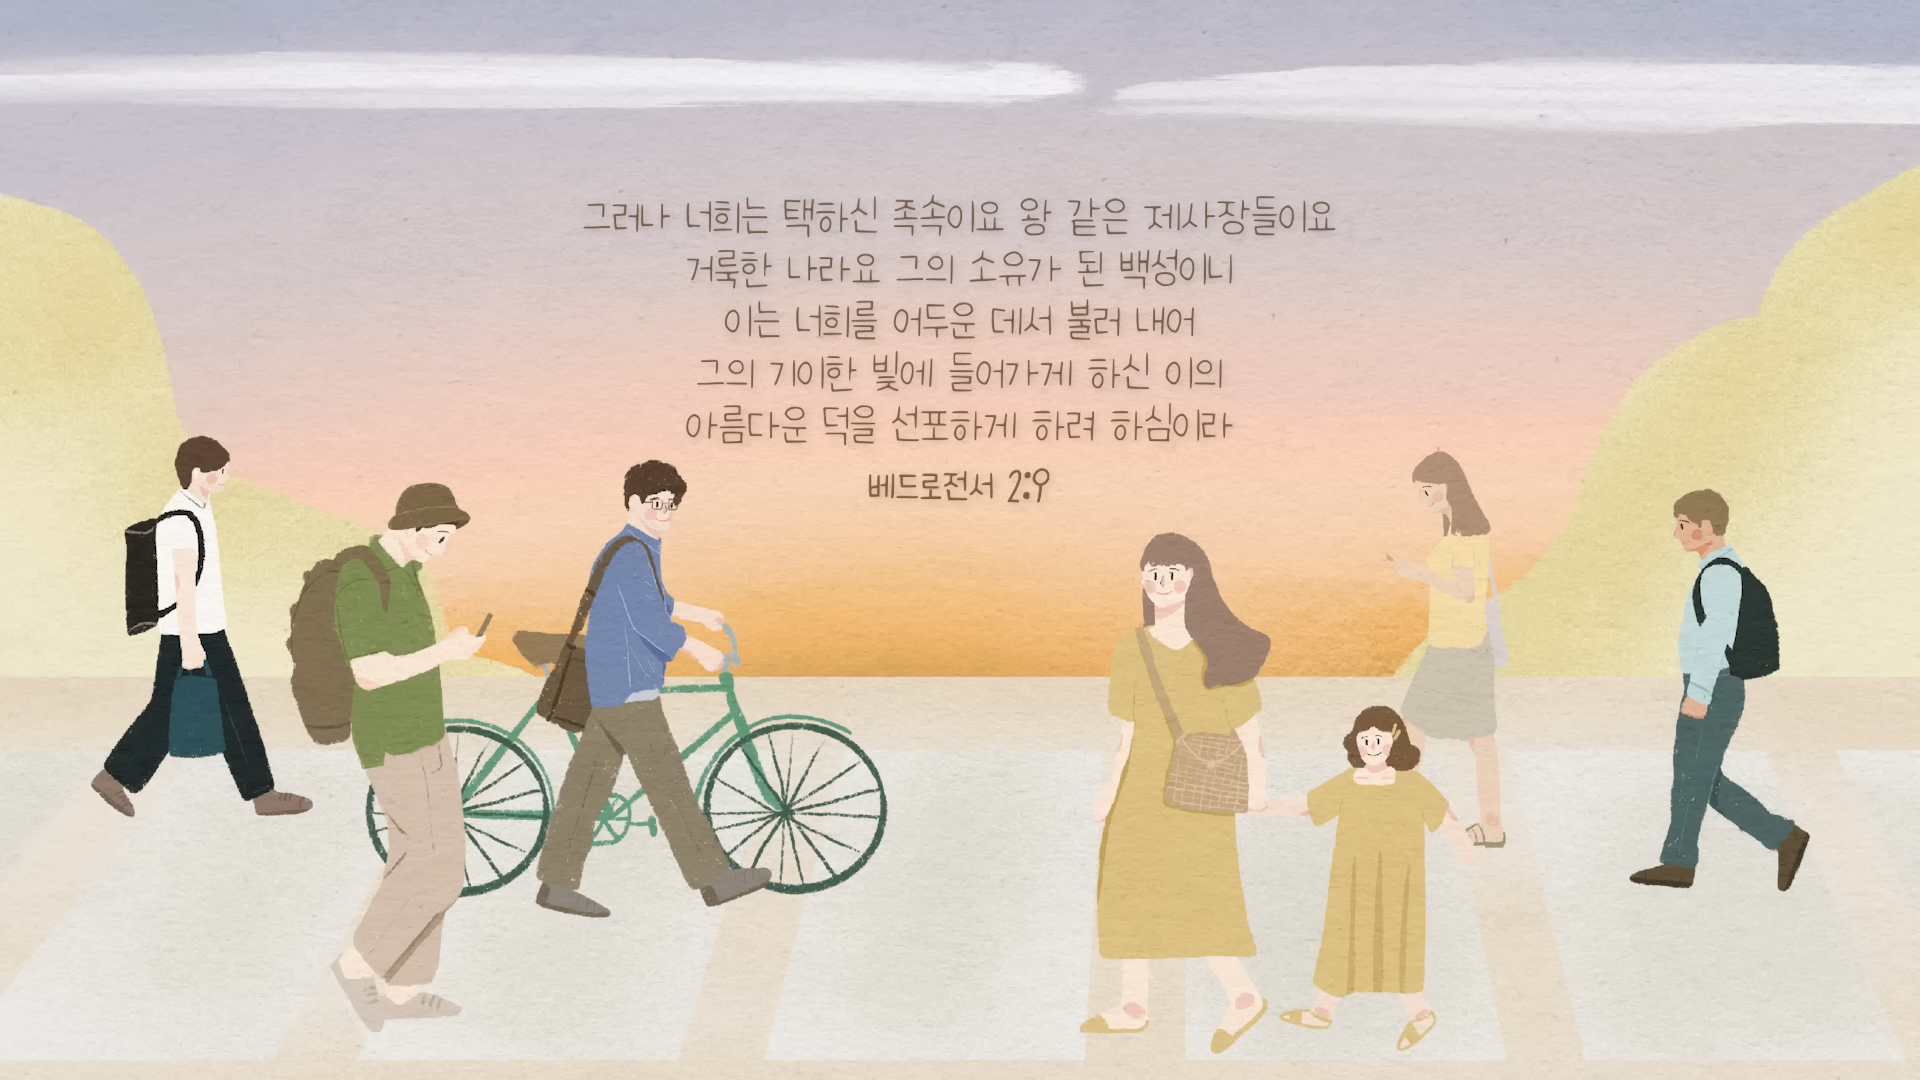 그러나 너희는 택하신 족속이요 왕 같은 제사장들이요
거룩한 나라요 그의 소유가 된 백성이니
이는 너희를 어두운 데서 불러 내어
그의 기이한 빛에 들어가게 하신 이의
아름다운 덕을 선포하게 하려 하심이라
베드로전서 2:9